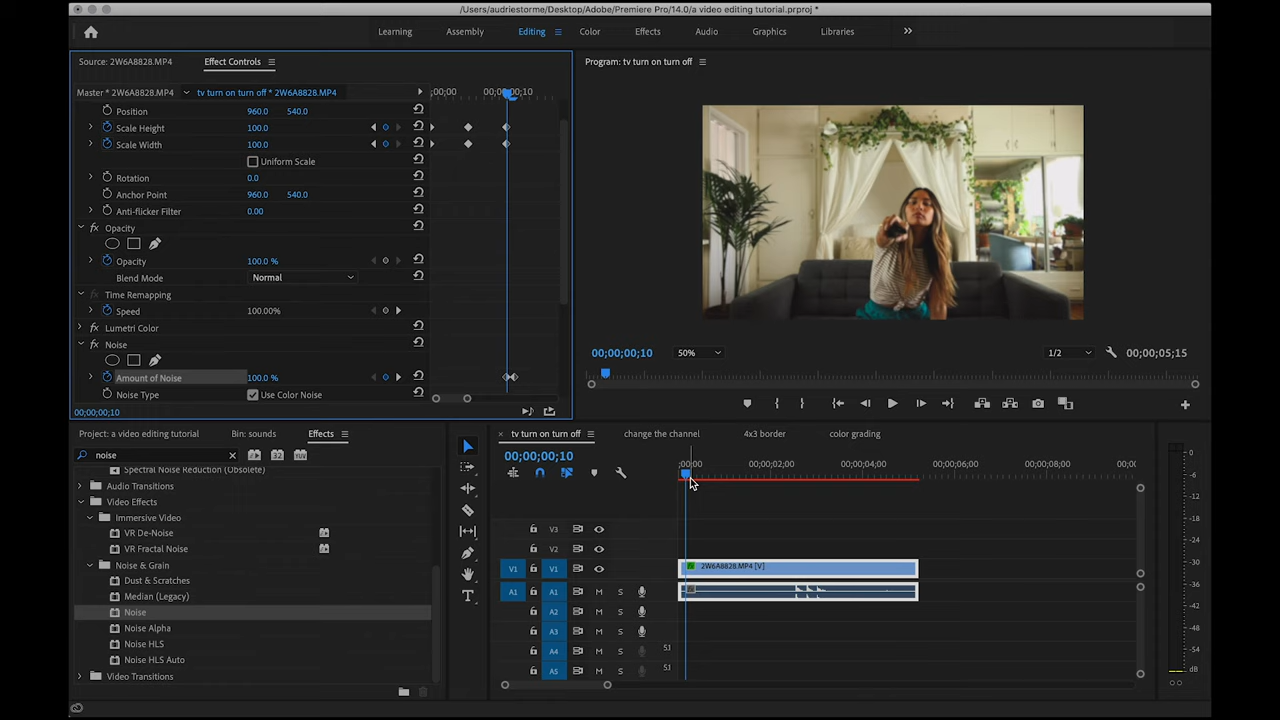 /Users/audriestorme/Desktop/Adobe/Premiere Pro/14.0/a video editing tutorial.prproj *
Learning Assembly Editing Color Effects Audio Graphics Libraries
Source: 2W6A8828.MP4 Effect Controls
Master * 2W6A8828.MP4 tv turn on turn off * 2W6A8828.MP4
;00;00 00;00;00;10
Position 960.0 540.0
Scale Height 100.0
Scale Width 100.0
Uniform Scale
Rotation 0.0
Anchor Point 960.0 540.0
Anti-flicker Filter 0.00
fx Opacity
Opacity 100.0 %
Blend Mode Normal
fx Time Remapping
Speed 100.00%
fx Lumetri Color
fx Noise
Amount of Noise 100.0 %
Noise Type Use Color Noise
00;00;00;10
Program: tv turn on turn off
00;00;00;10 50% 1/2 00;00;05;15
Project: a video editing tutorial Bin: sounds Effects
noise
Spectral Noise Reduction (Obsolete)
Audio Transitions
Video Effects
Immersive Video
VR De-Noise
VR Fractal Noise
Noise & Grain
Dust & Scratches
Median (Legacy)
Noise
Noise Alpha
Noise HLS
Noise HLS Auto
Video Transitions
tv turn on turn off change the channel 4x3 border color grading
00;00;00;10
;00;00 00;00;02;00 00;00;04;00 00;00;06;00 00;00;08;00 00;0
V3
V2
V1 V1 fx 2W6A8828.MP4 [V]
A1 A1 M S
A2 M S
A3 M S
A4 M S 5.1
A5 M S 5.1
0
-6
-12
-18
-24
-30
-36
-42
-48
-54
dB